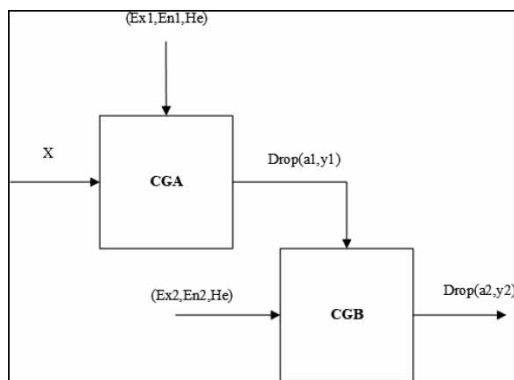 (Ex1,En1,He)
X
CGA
Drop(a1,y1)
(Ex2,En2,He)
CGB
Drop(a2,y2)